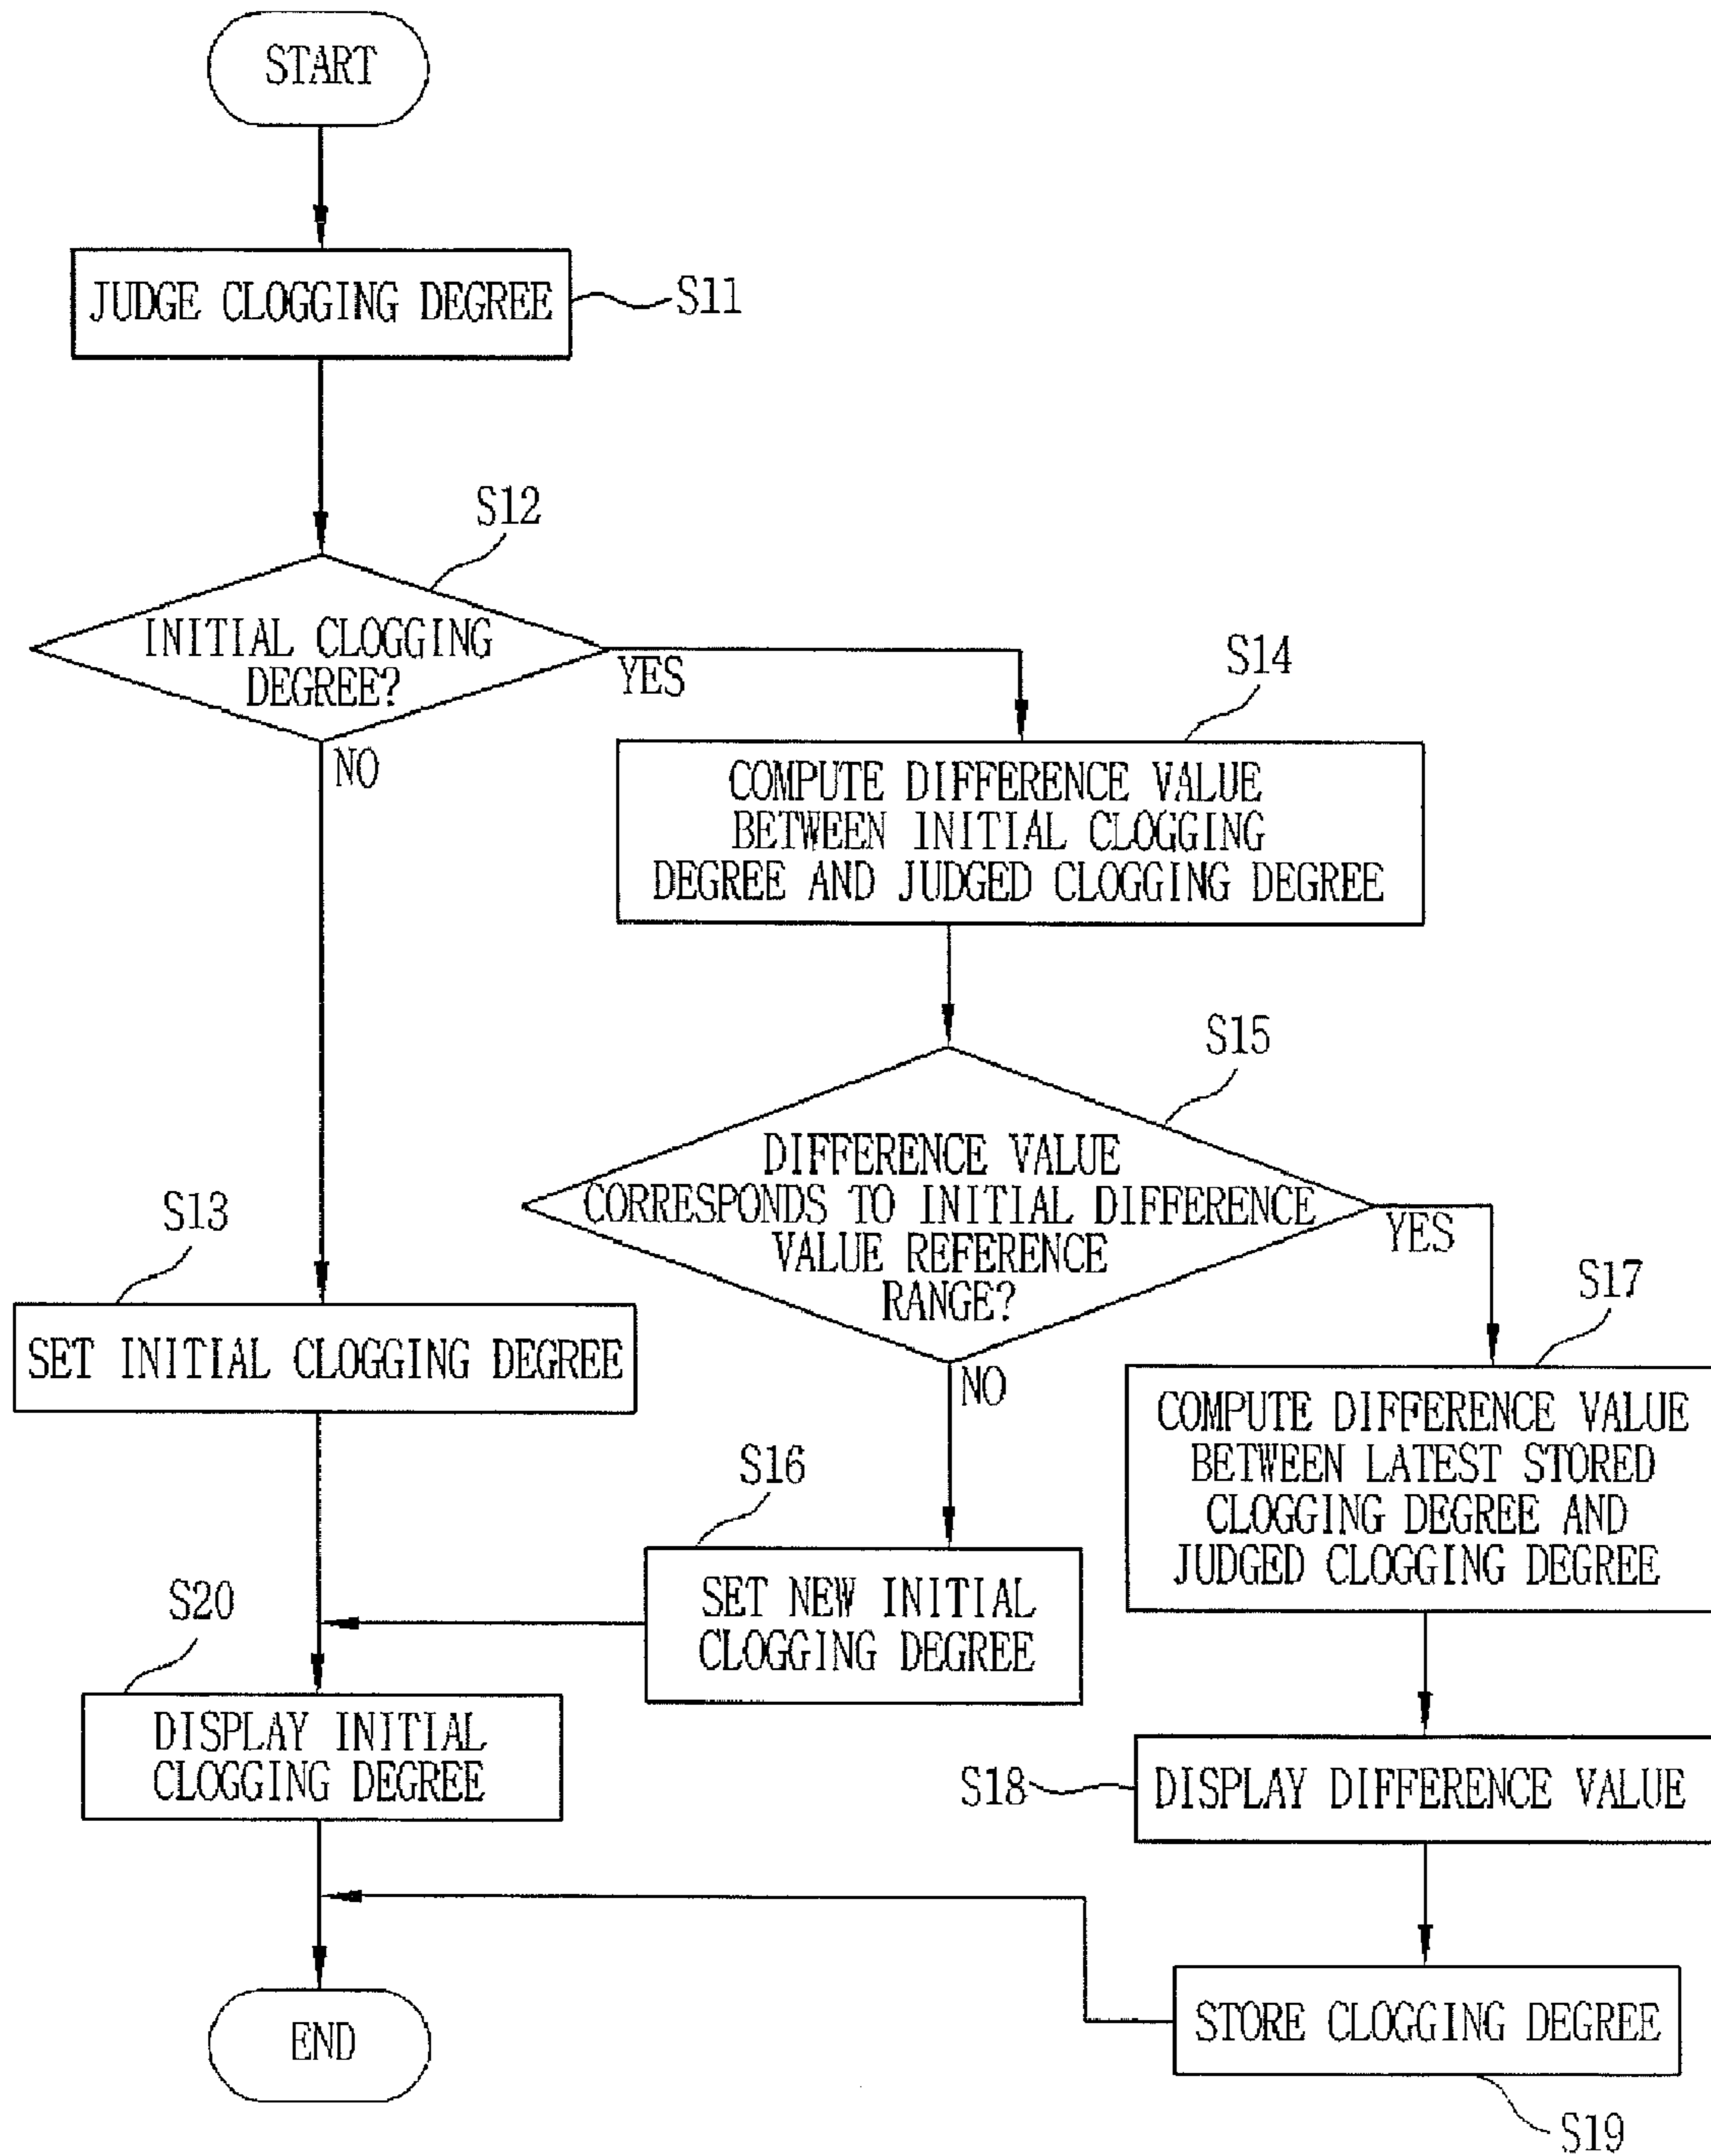 START
JUDGE CLOGGING DEGREE
S11
S12
INITIAL CLOGGING
DEGREE?
YES
NO
S14
COMPUTE DIFFERENCE VALUE
BETWEEN INITIAL CLOGGING
DEGREE AND JUDGED CLOGGING DEGREE
S15
DIFFERENCE VALUE
CORRESPONDS TO INITIAL DIFFERENCE
VALUE REFERENCE
RANGE?
YES
NO
S13
SET INITIAL CLOGGING DEGREE
S17
COMPUTE DIFFERENCE VALUE
BETWEEN LATEST STORED
CLOGGING DEGREE AND
JUDGED CLOGGING DEGREE
S16
SET NEW INITIAL
CLOGGING DEGREE
S20
DISPLAY INITIAL
CLOGGING DEGREE
S18
DISPLAY DIFFERENCE VALUE
STORE CLOGGING DEGREE
S19
END